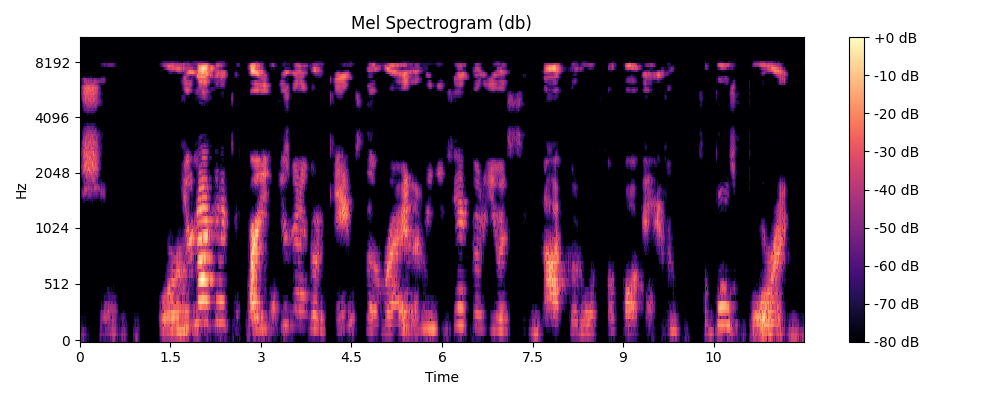 Mel Spectrogram (db)
8192
4096
2048
1024
512
0
Hz
0 1.5 3 4.5 6 7.5 9 10
Time
+0 dB
-10 dB
-20 dB
-30 dB
-40 dB
-50 dB
-60 dB
-70 dB
-80 dB